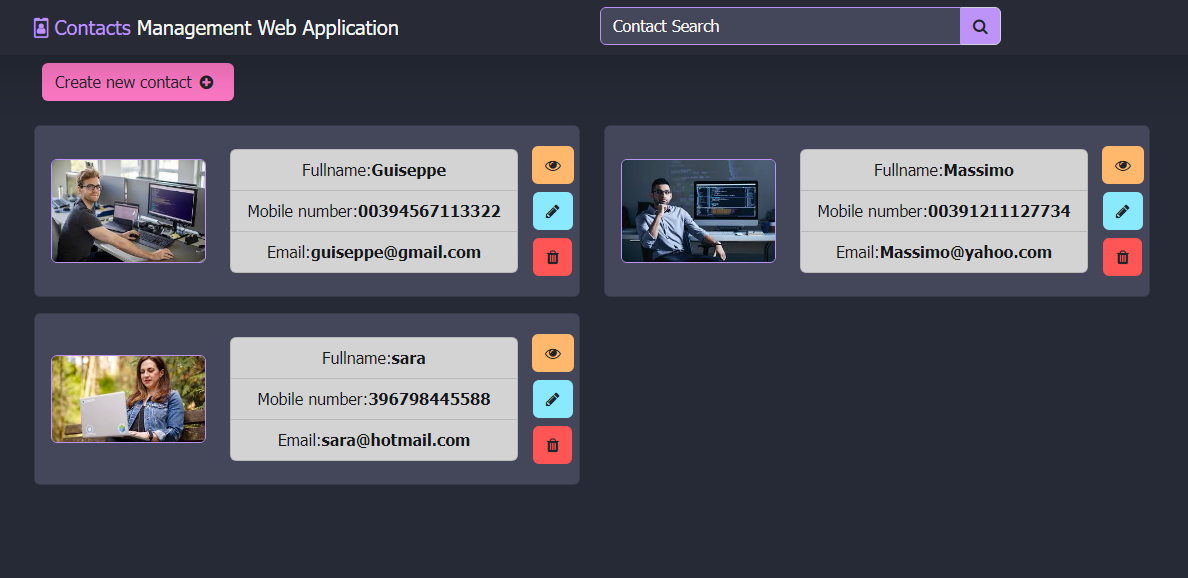 Contacts Management Web Application
Contact Search
Create new contact
Fullname:Guiseppe
Mobile number:00394567113322
Email:guiseppe@gmail.com
Fullname:Massimo
Mobile number:00391211127734
Email:Massimo@yahoo.com
Fullname:sara
Mobile number:396798445588
Email:sara@hotmail.com